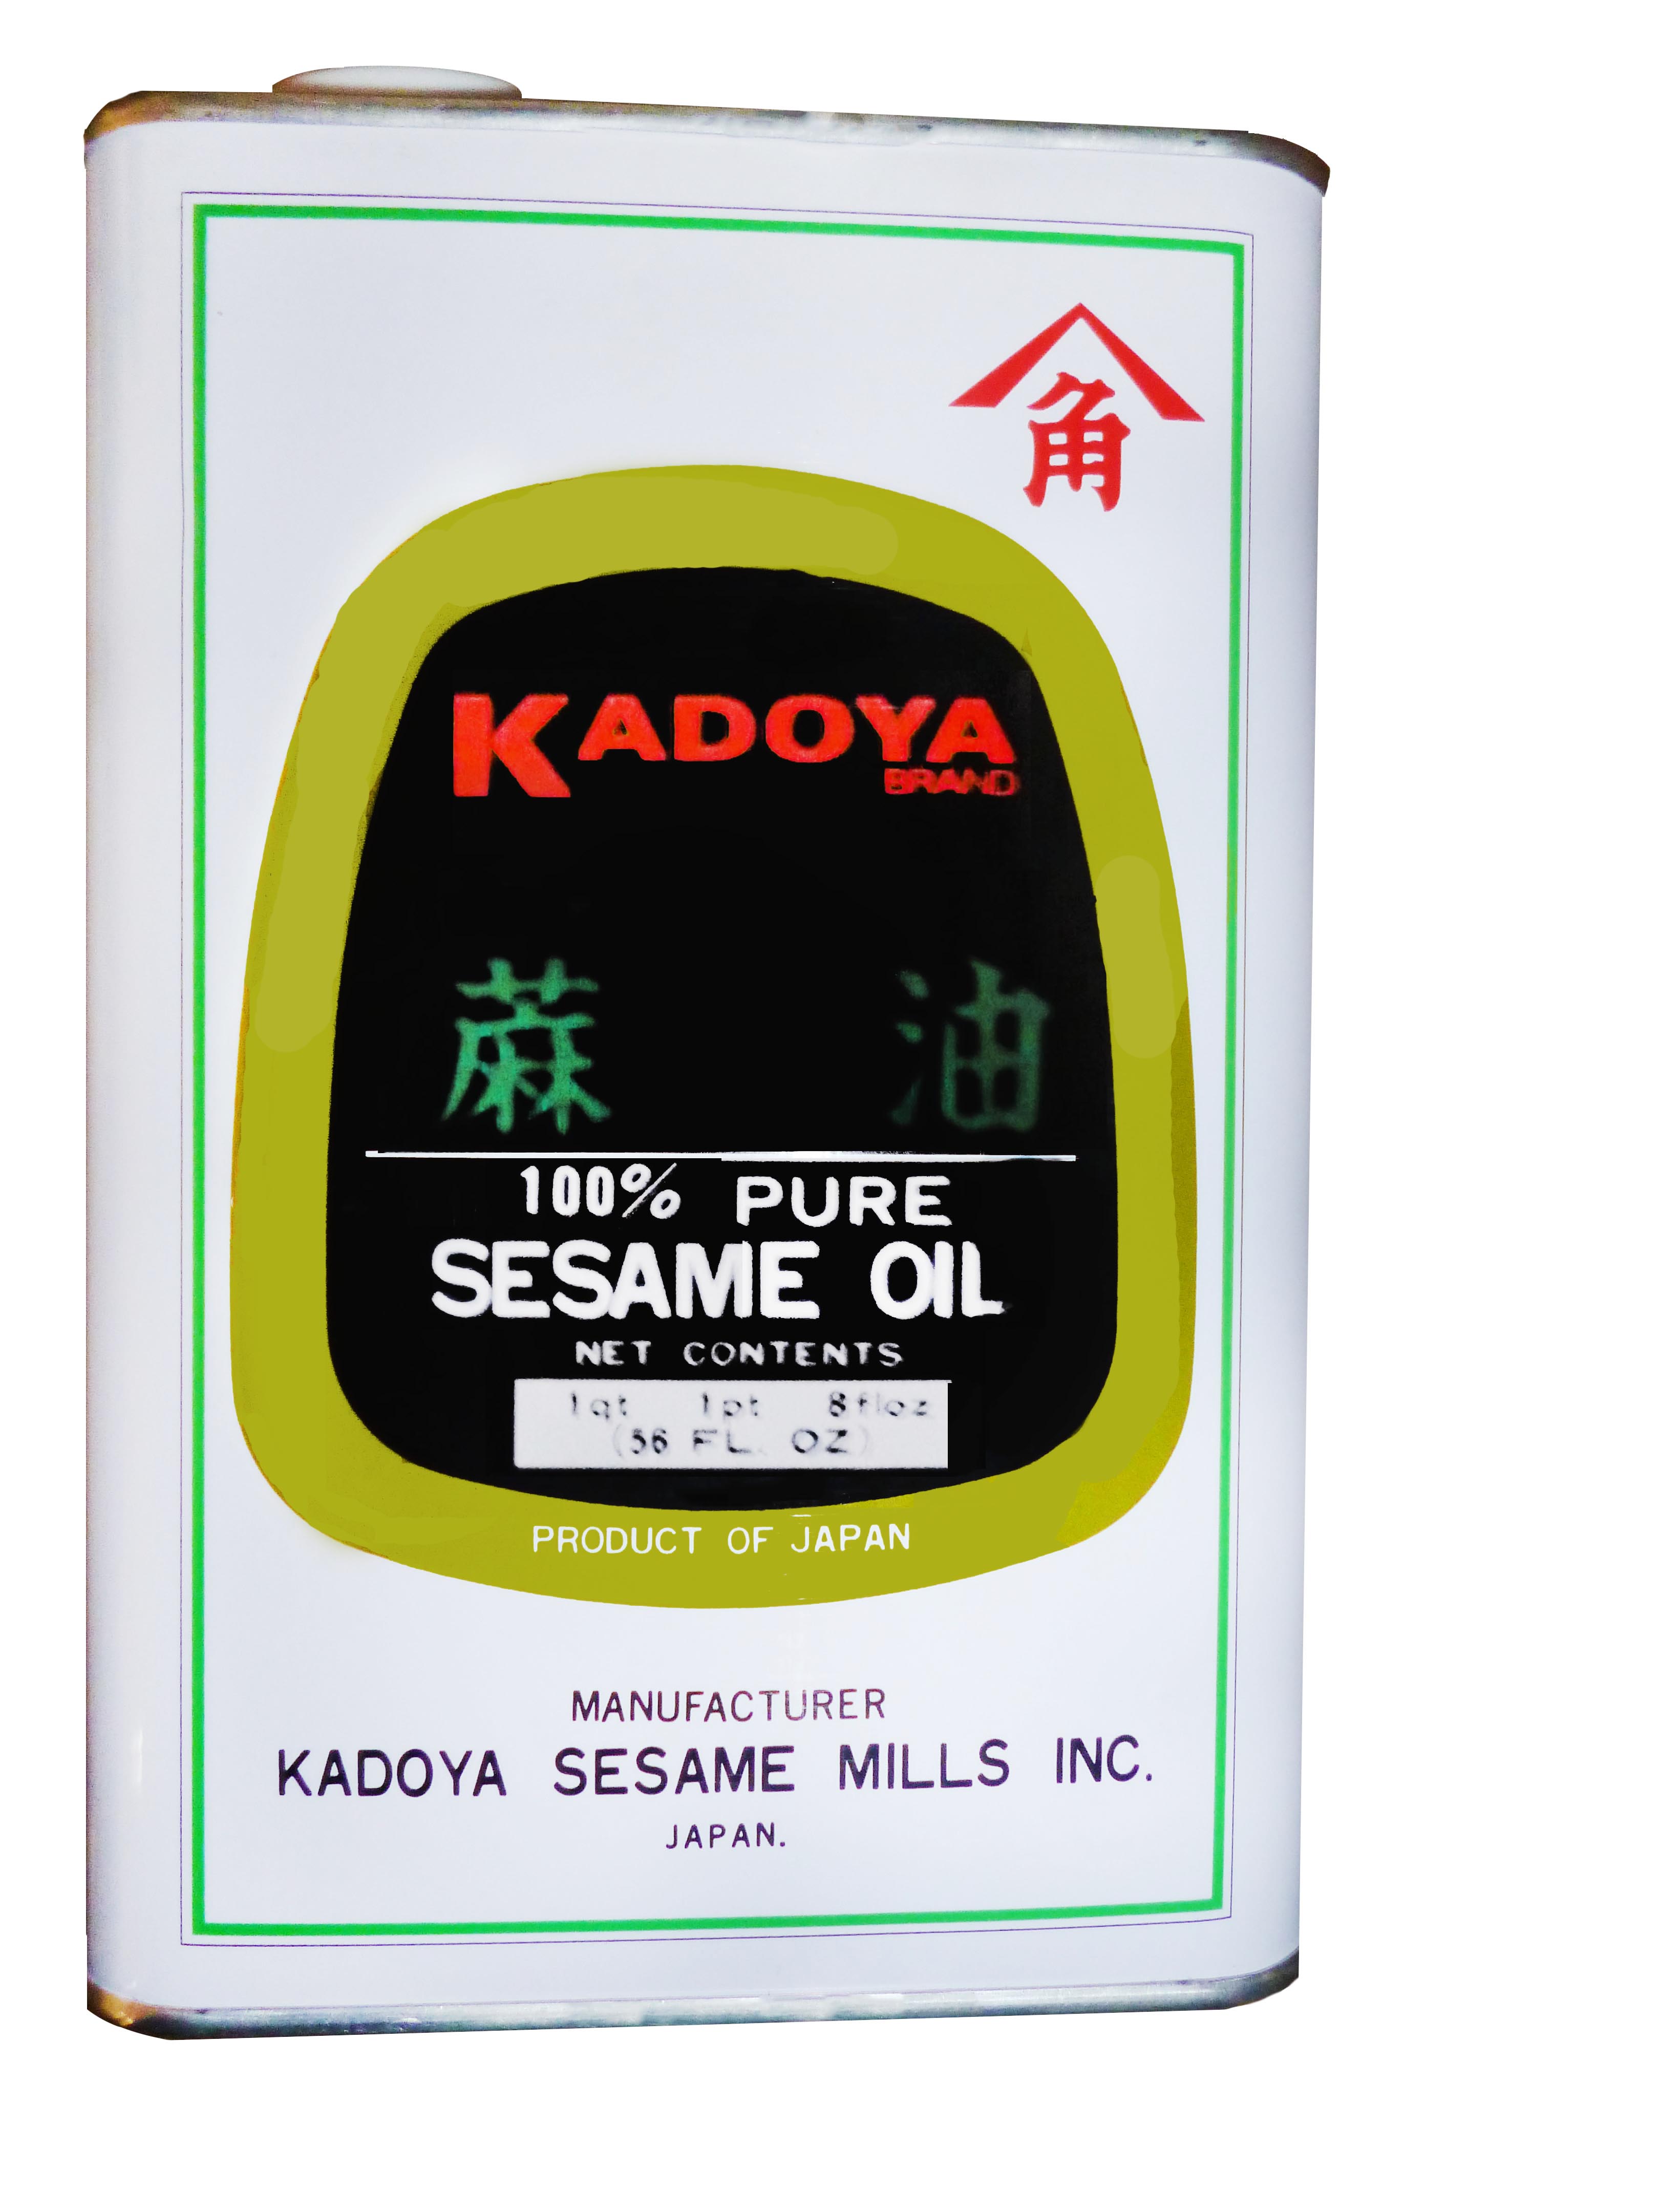 角
KADOYA
BRAND
蔴 油
100% PURE
SESAME OIL
NET CONTENTS
1qt 1pt 8floz
(56 FL. OZ)
PRODUCT OF JAPAN
MANUFACTURER
KADOYA SESAME MILLS INC.
JAPAN.